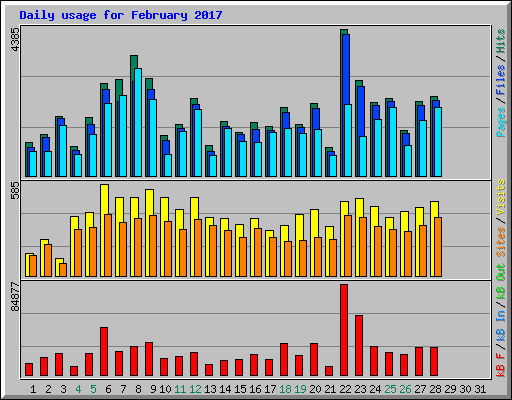 Daily usage for February 2017
4385
Pages / Files / Hits
585
Sites / Visits
84877
kB F / kB In / kB Out
1 2 3 4 5 6 7 8 9 10 11 12 13 14 15 16 17 18 19 20 21 22 23 24 25 26 27 28 29 30 31